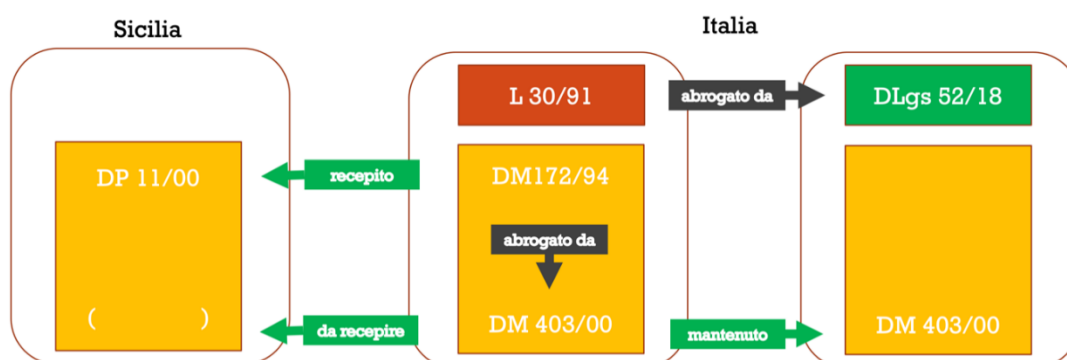 Sicilia
Italia
L 30/91
abrogato da
DLgs 52/18
DP 11/00
recepito
DM172/94
abrogato da
( )
da recepire
DM 403/00
mantenuto
DM 403/00